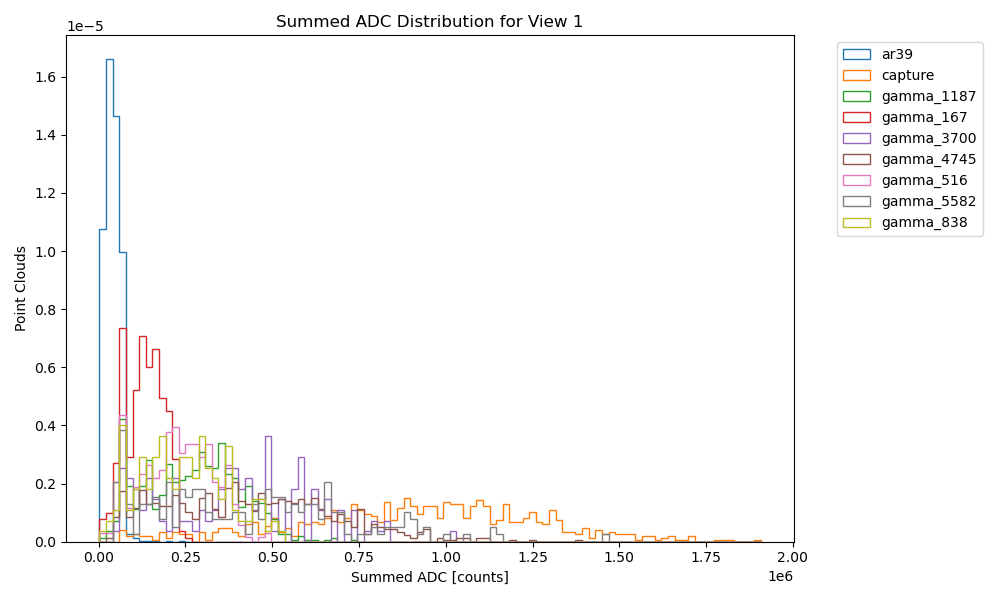 Summed ADC Distribution for View 1
1e−5
Point Clouds
1.6
1.4
1.2
1.0
0.8
0.6
0.4
0.2
0.0
0.00 0.25 0.50 0.75 1.00 1.25 1.50 1.75 2.00
1e6
Summed ADC [counts]
ar39
capture
gamma_1187
gamma_167
gamma_3700
gamma_4745
gamma_516
gamma_5582
gamma_838